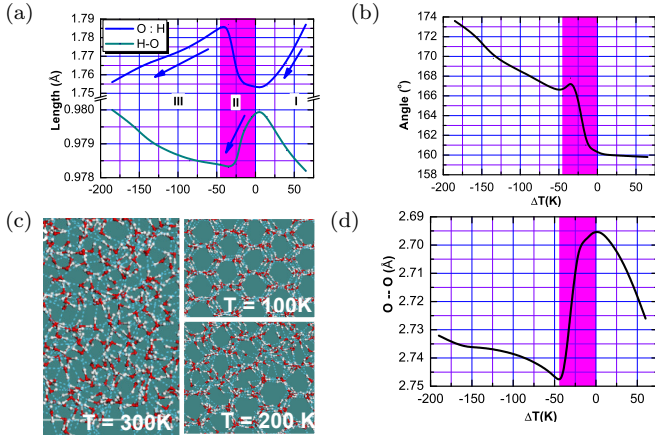 (a)
1.79
1.78
1.77
1.76
1.75
0.980
0.979
0.978
Length (Å)
O : H
H-O
III
II
I
-200 -150 -100 -50 0 50
ΔT(K)
(b)
174
172
170
168
166
164
162
160
158
Angle (°)
-200 -150 -100 -50 0 50
ΔT(K)
(c)
T = 300K
T = 100K
T = 200 K
(d)
2.69
2.70
2.71
2.72
2.73
2.74
2.75
O -- O (Å)
-200 -150 -100 -50 0 50
ΔT(K)